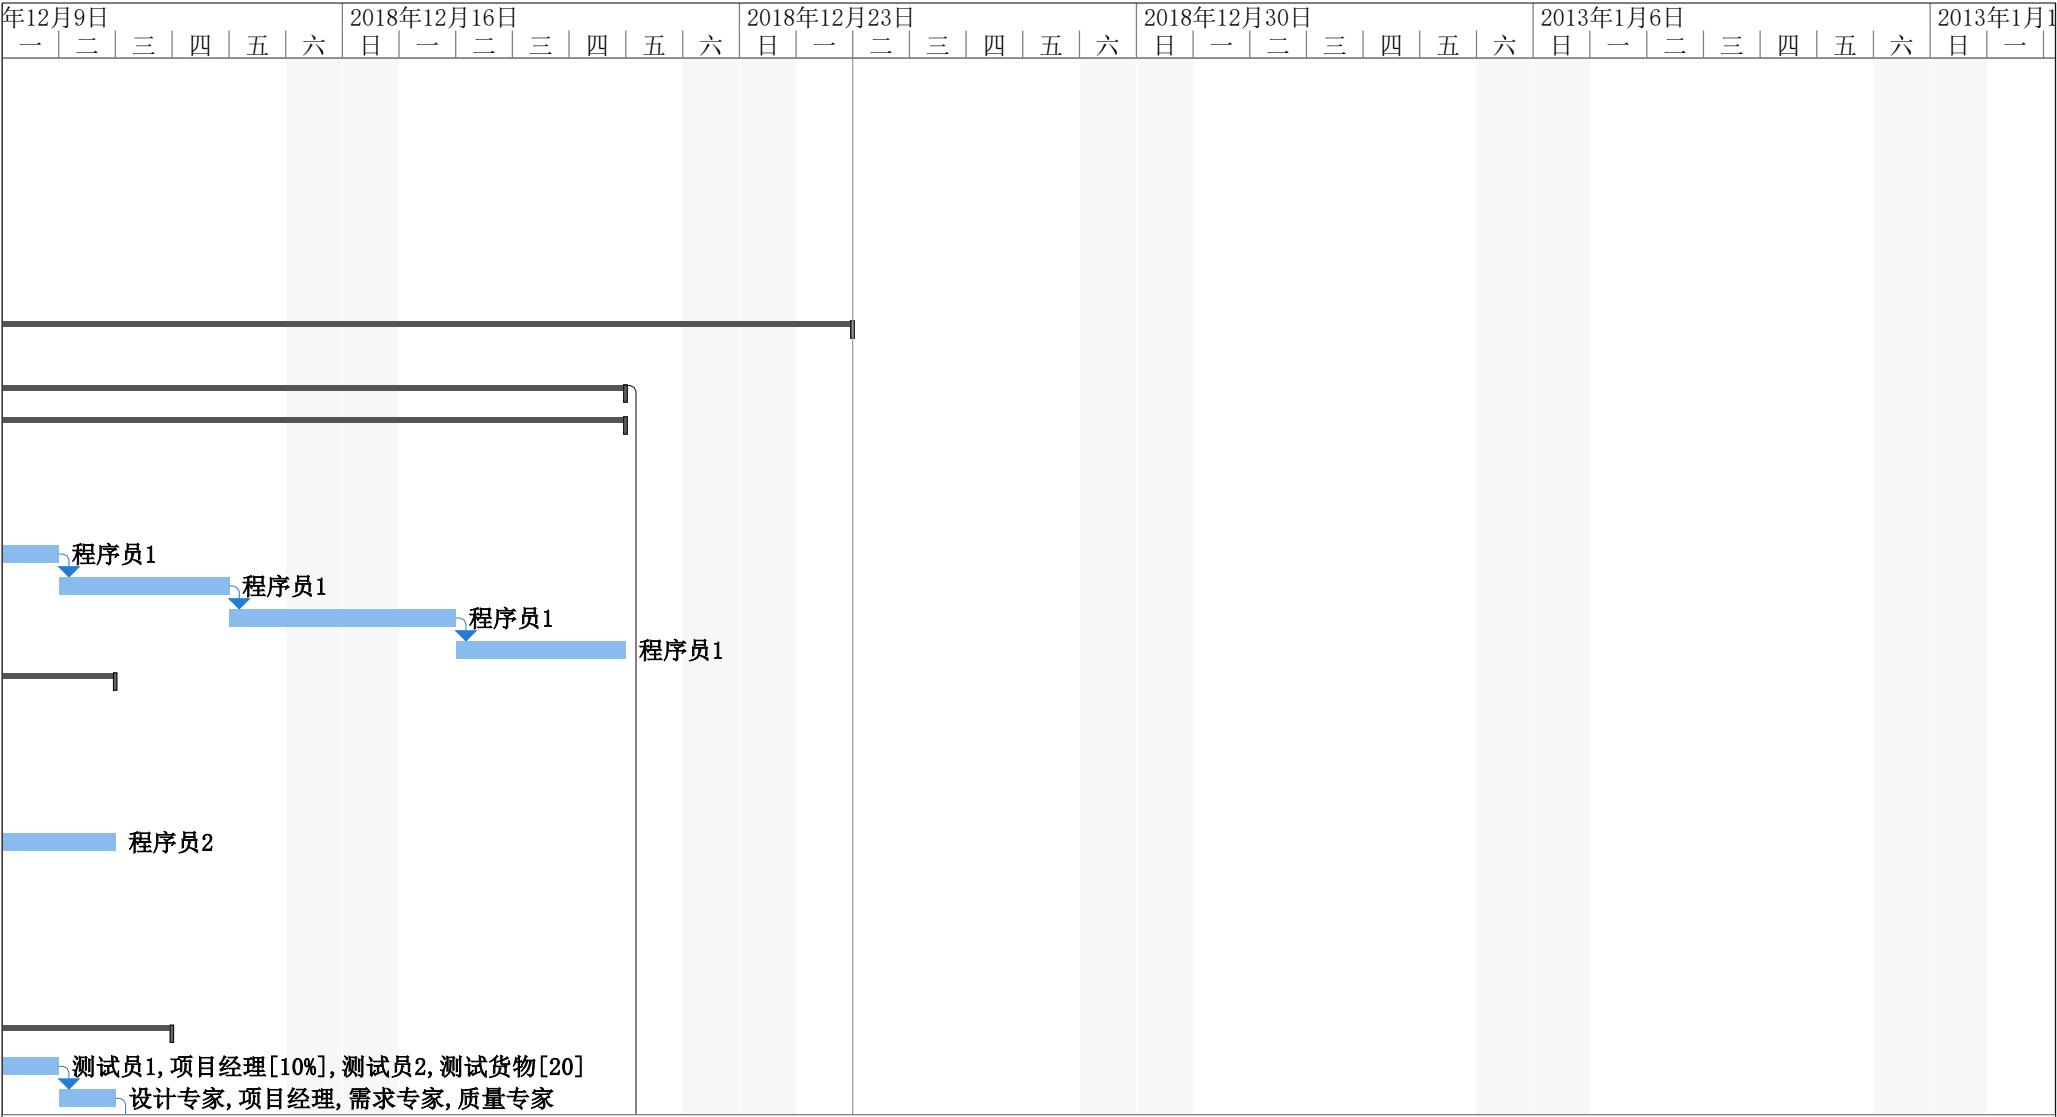 年12月9日 2018年12月16日 2018年12月23日 2018年12月30日 2013年1月6日 2013年1月1
一 二 三 四 五 六 日 一 二 三 四 五 六 日 一 二 三 四 五 六 日 一 二 三 四 五 六 日 一 二 三 四 五 六 日 一
程序员1
程序员1
程序员1
程序员1
程序员2
测试员1,项目经理[10%],测试员2,测试货物[20]
设计专家,项目经理,需求专家,质量专家